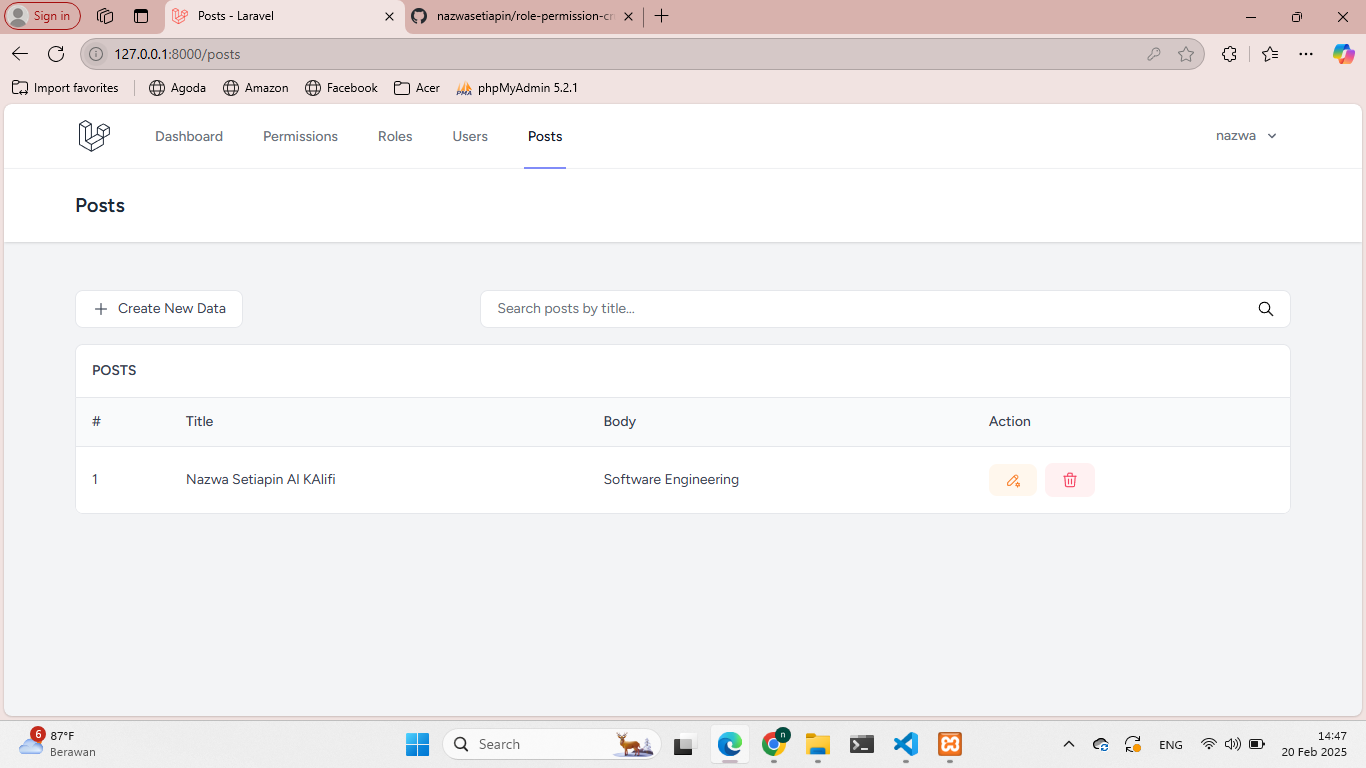 Sign in
Posts - Laravel
nazwasetiapin/role-permission-cr
127.0.0.1:8000/posts
Import favorites
Agoda
Amazon
Facebook
Acer
PMA
phpMyAdmin 5.2.1
Dashboard
Permissions
Roles
Users
Posts
nazwa
Posts
Create New Data
Search posts by title...
POSTS
# Title Body Action
1 Nazwa Setiapin Al KAlifi Software Engineering
6
87°F
Berawan
Search
n
ENG
14:47
20 Feb 2025